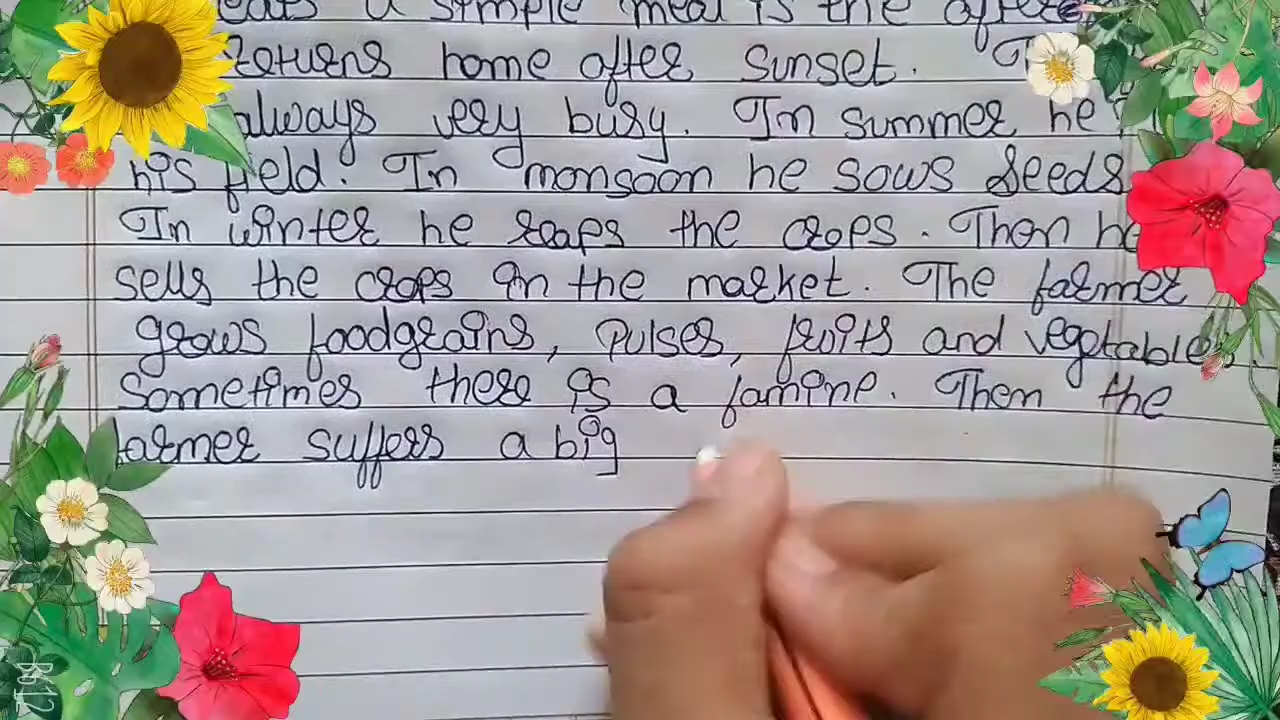 eats a simple meal is the
returns home after sunset.
always very busy. In summer he
his field. In monsoon he sows seeds
In winter he reaps the crops. Then he
sells the crops in the market. The farmer
grows foodgrains, pulses, fruits and vegetables
Sometimes there is a famine. Then the
farmer suffers a big